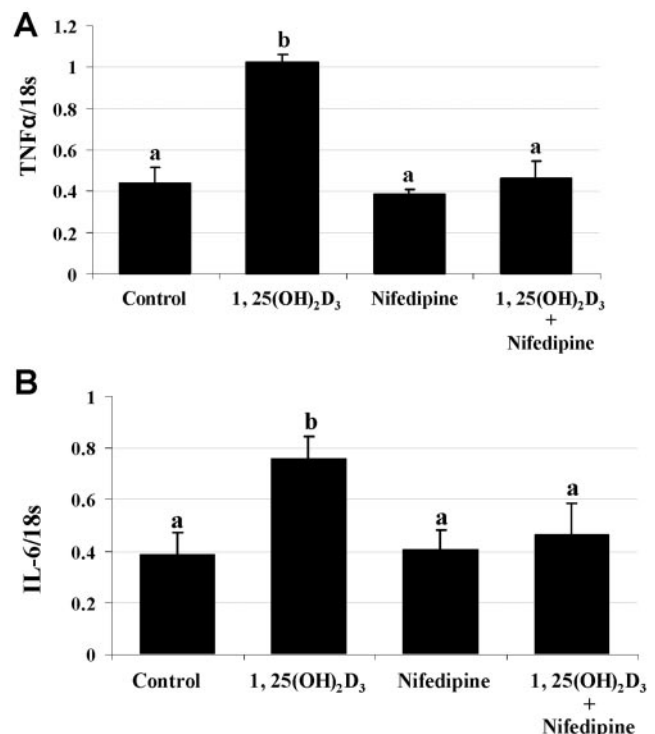 A
TNFα/18s
1.2
1
0.8
0.6
0.4
0.2
0
a
b
a
a
Control
1, 25(OH)₂D₃
Nifedipine
1, 25(OH)₂D₃
+
Nifedipine
B
IL-6/18s
1
0.8
0.6
0.4
0.2
0
a
b
a
a
Control
1, 25(OH)₂D₃
Nifedipine
1, 25(OH)₂D₃
+
Nifedipine